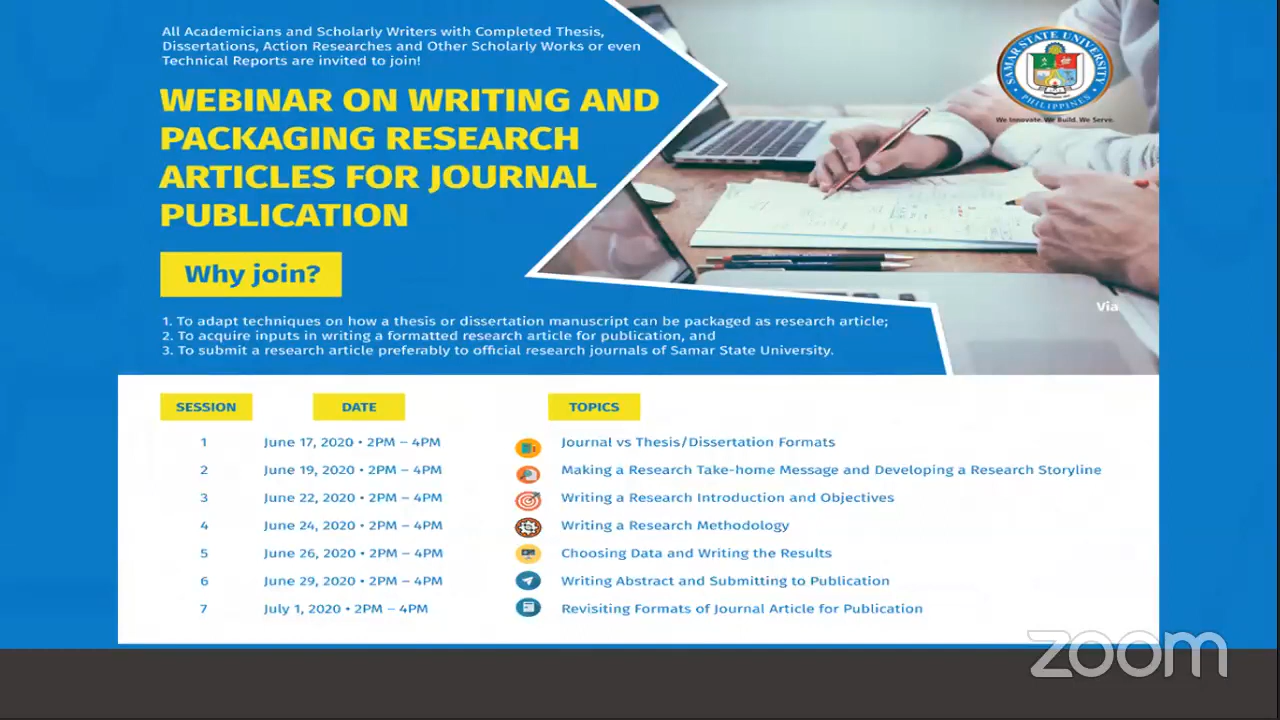 All Academicians and Scholarly Writers with Completed Thesis,
Dissertations, Action Researches and Other Scholarly Works or even
Technical Reports are invited to join!
WEBINAR ON WRITING AND
PACKAGING RESEARCH
ARTICLES FOR JOURNAL
PUBLICATION
SAMAR STATE UNIVERSITY
PHILIPPINES
We Innovate. We Build. We Serve.
Why join?
Via
1. To adapt techniques on how a thesis or dissertation manuscript can be packaged as research article;
2. To acquire inputs in writing a formatted research article for publication, and
3. To submit a research article preferably to official research journals of Samar State University.
SESSION DATE TOPICS
1 June 17, 2020 • 2PM – 4PM Journal vs Thesis/Dissertation Formats
2 June 19, 2020 • 2PM – 4PM Making a Research Take-home Message and Developing a Research Storyline
3 June 22, 2020 • 2PM – 4PM Writing a Research Introduction and Objectives
4 June 24, 2020 • 2PM – 4PM Writing a Research Methodology
5 June 26, 2020 • 2PM – 4PM Choosing Data and Writing the Results
6 June 29, 2020 • 2PM – 4PM Writing Abstract and Submitting to Publication
7 July 1, 2020 • 2PM – 4PM Revisiting Formats of Journal Article for Publication
zoom